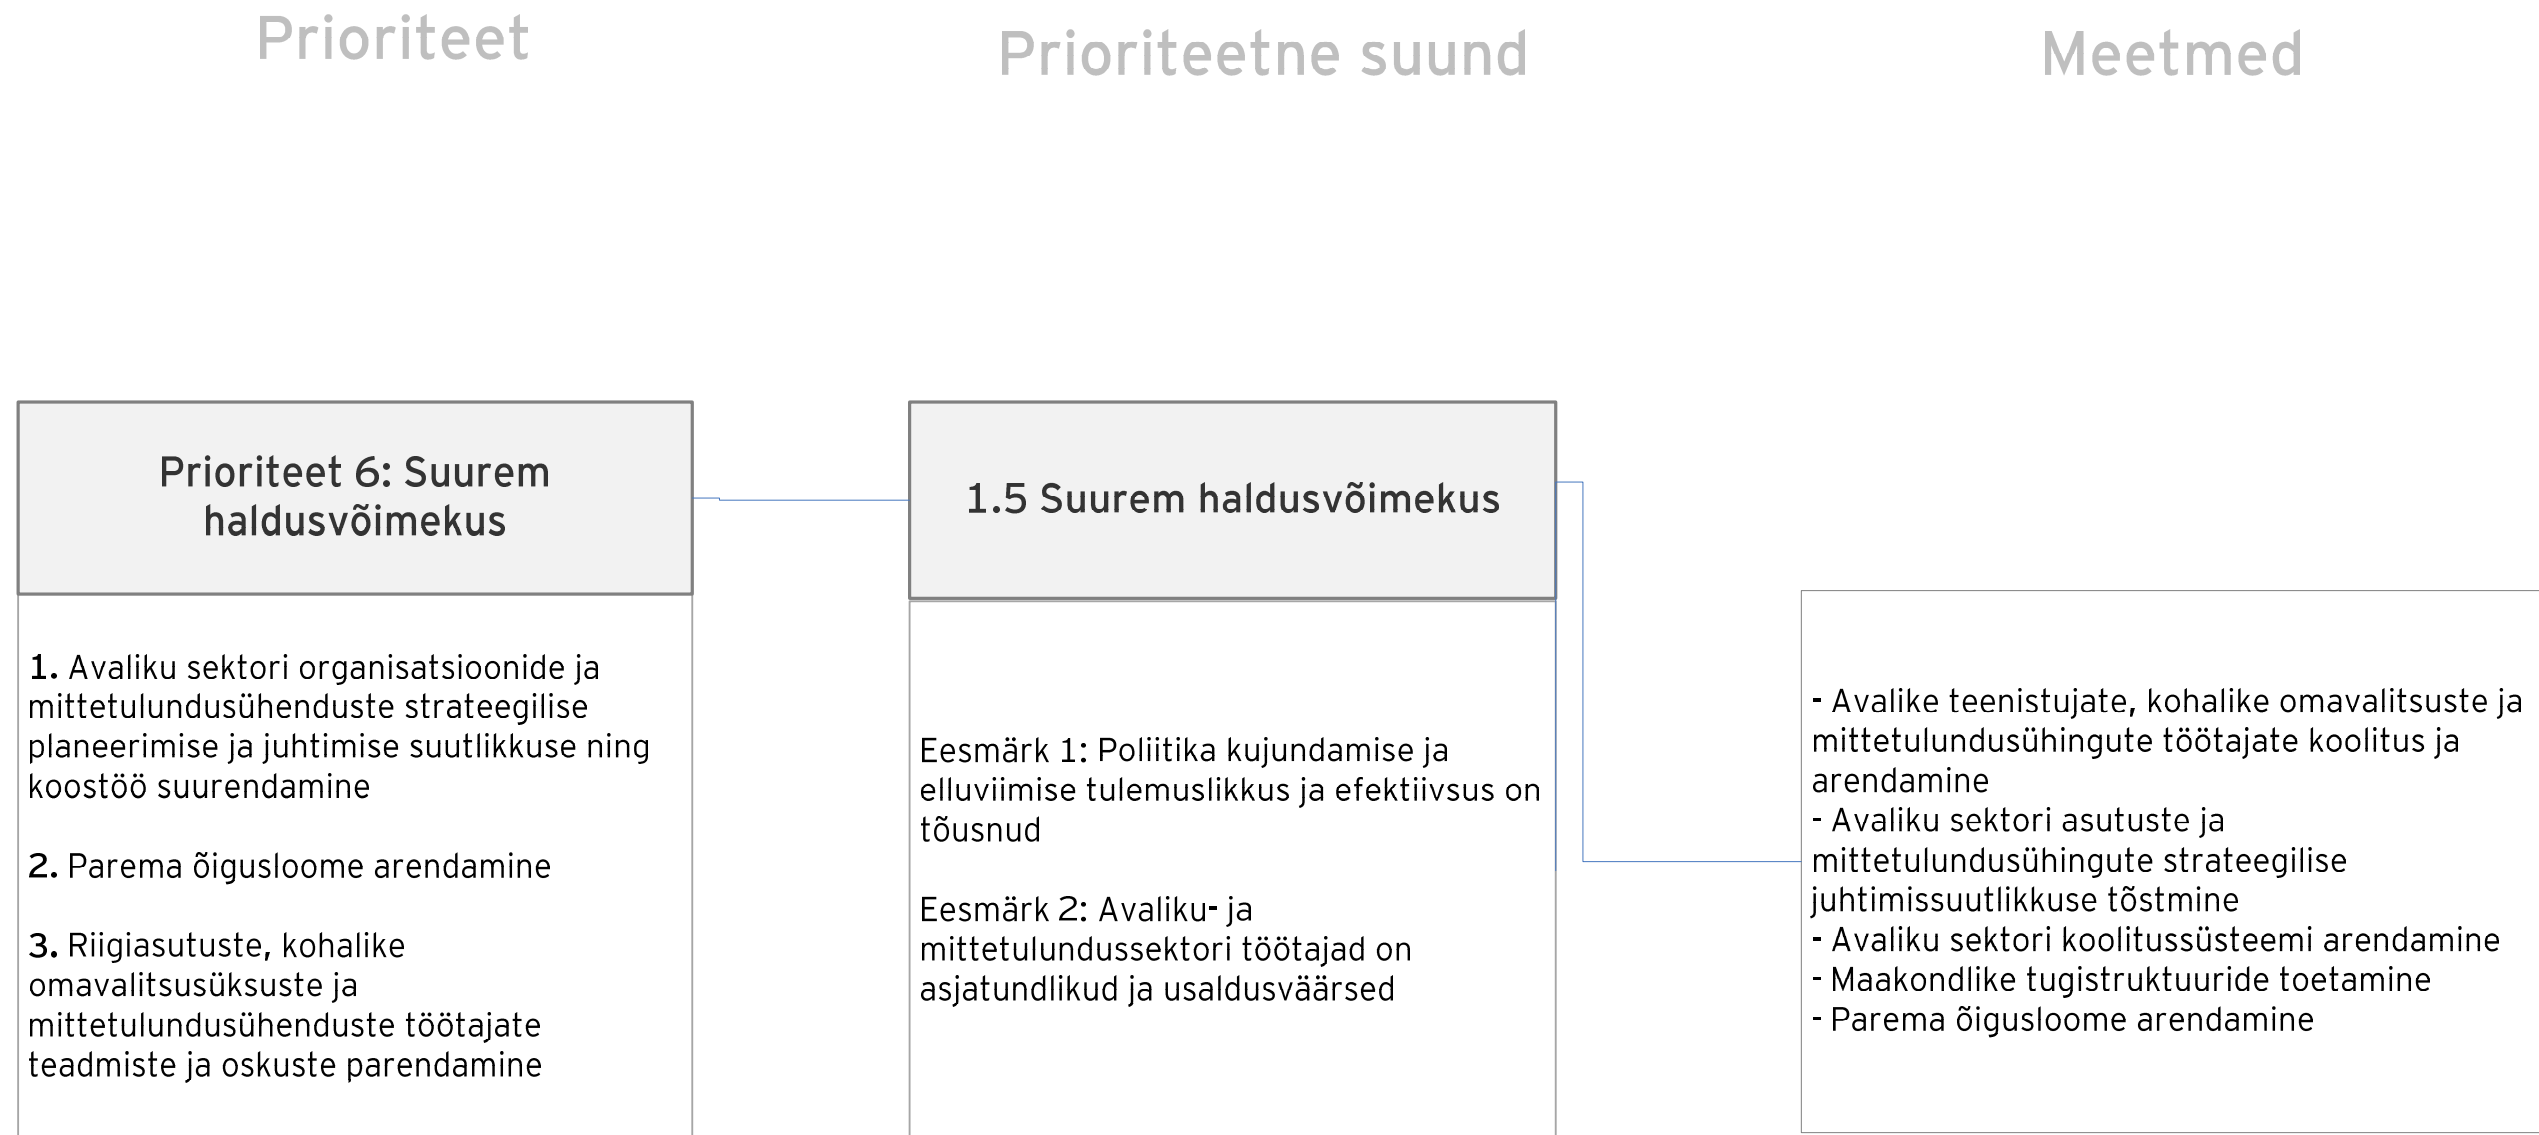 Prioriteet
Prioriteetne suund
Meetmed
Prioriteet 6: Suurem
haldusvõimekus
1. Avaliku sektori organisatsioonide ja
mittetulundusühenduste strateegilise
planeerimise ja juhtimise suutlikkuse ning
koostöö suurendamine
2. Parema õigusloome arendamine
3. Riigiasutuste, kohalike
omavalitsusüksuste ja
mittetulundusühenduste töötajate
teadmiste ja oskuste parendamine
1.5 Suurem haldusvõimekus
Eesmärk 1: Poliitika kujundamise ja
elluviimise tulemuslikkus ja efektiivsus on
tõusnud
Eesmärk 2: Avaliku- ja
mittetulundussektori töötajad on
asjatundlikud ja usaldusväärsed
- Avalike teenistujate, kohalike omavalitsuste ja
mittetulundusühingute töötajate koolitus ja
arendamine
- Avaliku sektori asutuste ja
mittetulundusühingute strateegilise
juhtimissuutlikkuse tõstmine
- Avaliku sektori koolitussüsteemi arendamine
- Maakondlike tugistruktuuride toetamine
- Parema õigusloome arendamine